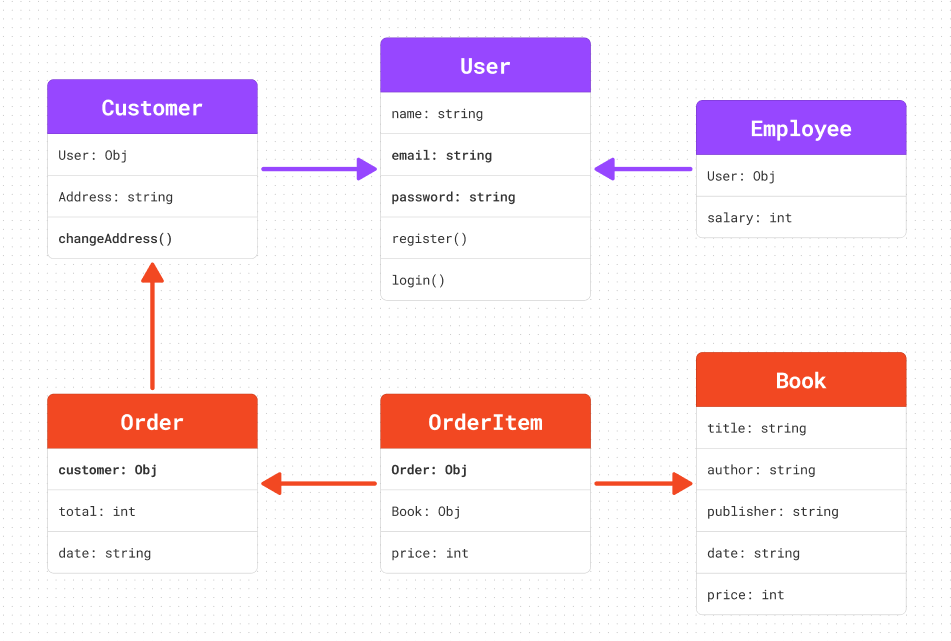 Customer
User: Obj
Address: string
changeAddress()
User
name: string
email: string
password: string
register()
login()
Employee
User: Obj
salary: int
Order
customer: Obj
total: int
date: string
OrderItem
Order: Obj
Book: Obj
price: int
Book
title: string
author: string
publisher: string
date: string
price: int